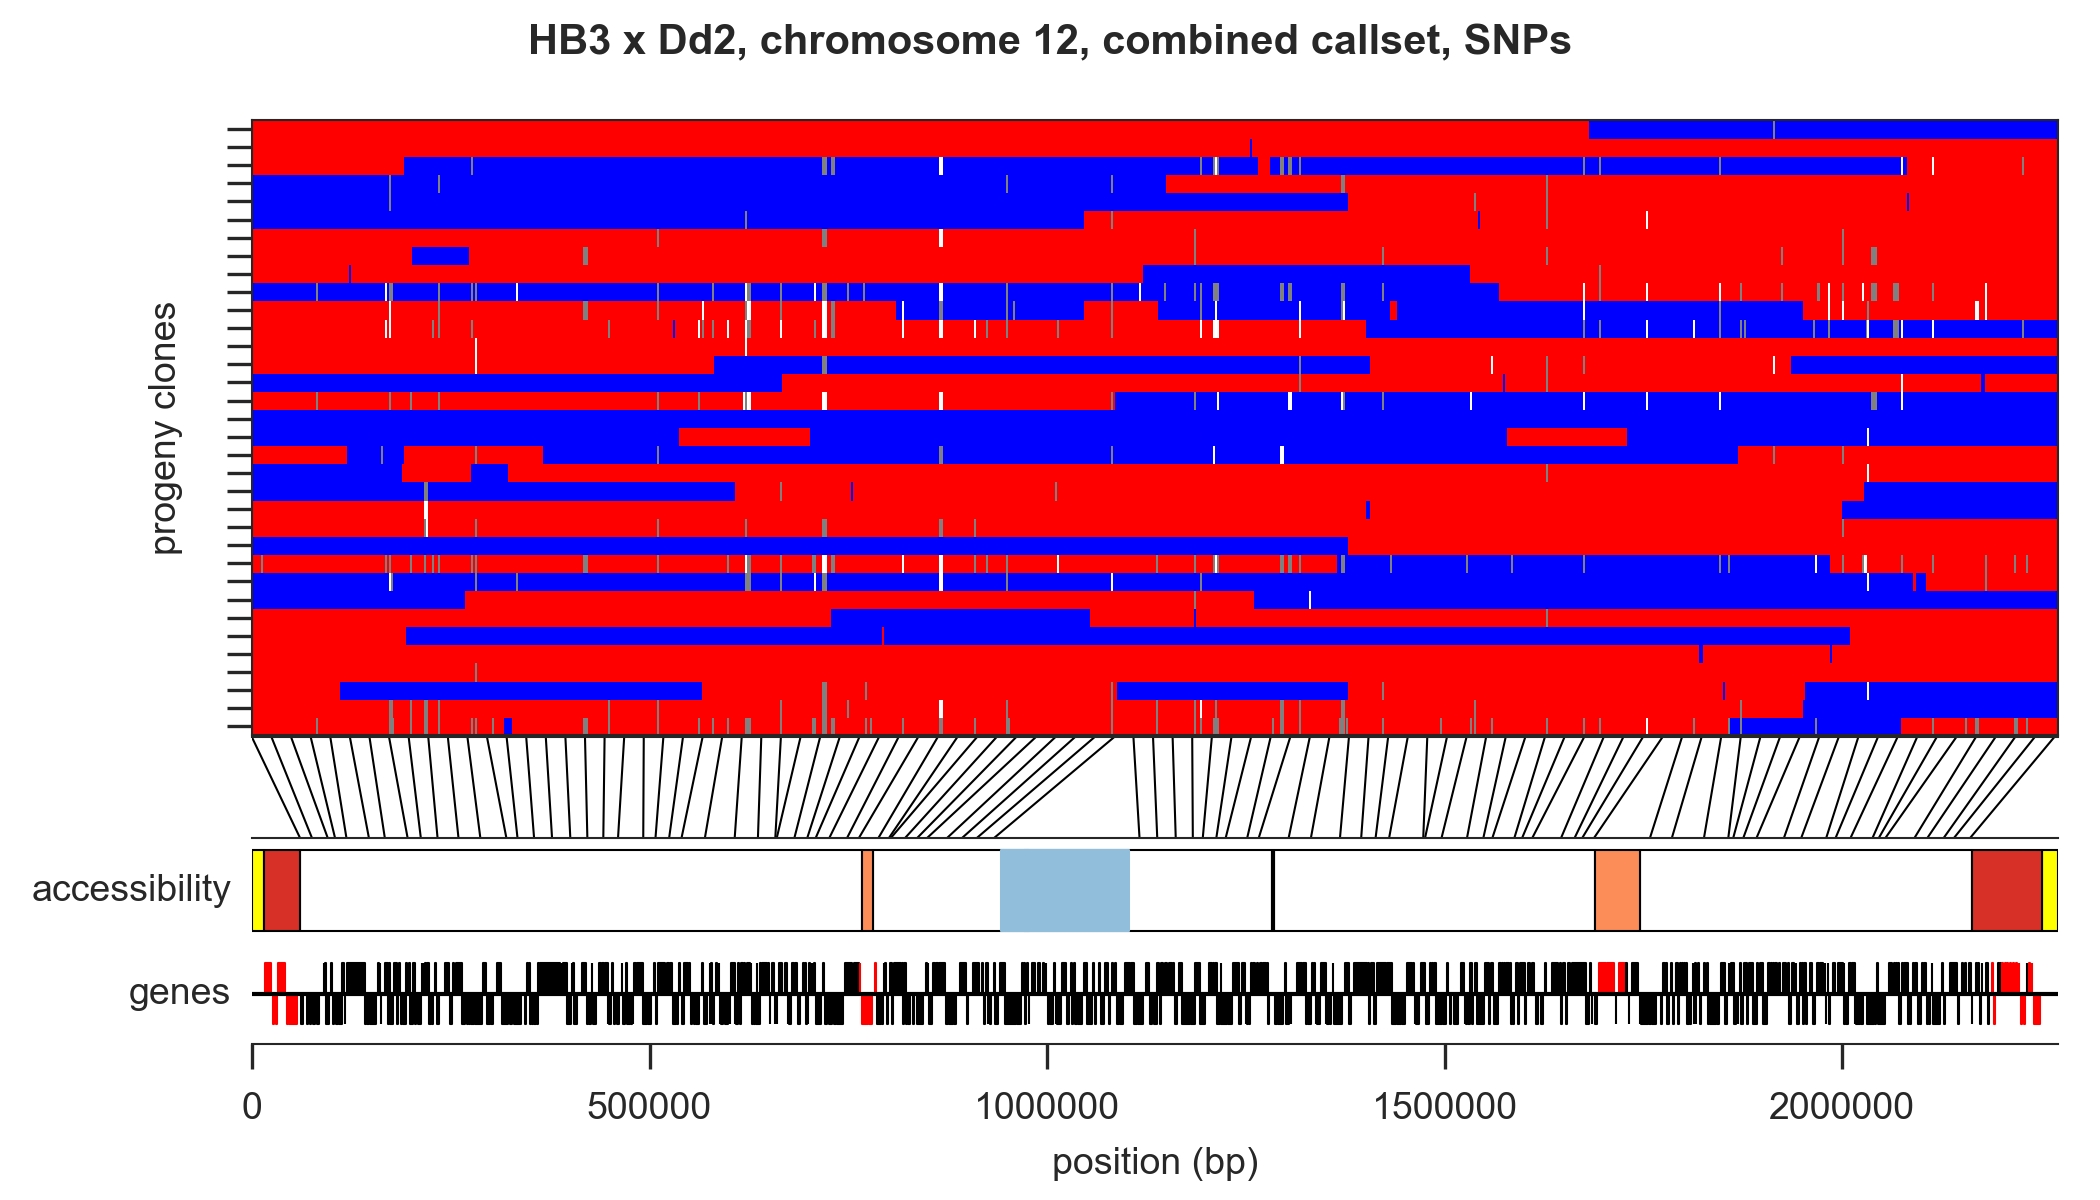 HB3 x Dd2, chromosome 12, combined callset, SNPs
progeny clones
accessibility
genes
0 500000 1000000 1500000 2000000
position (bp)